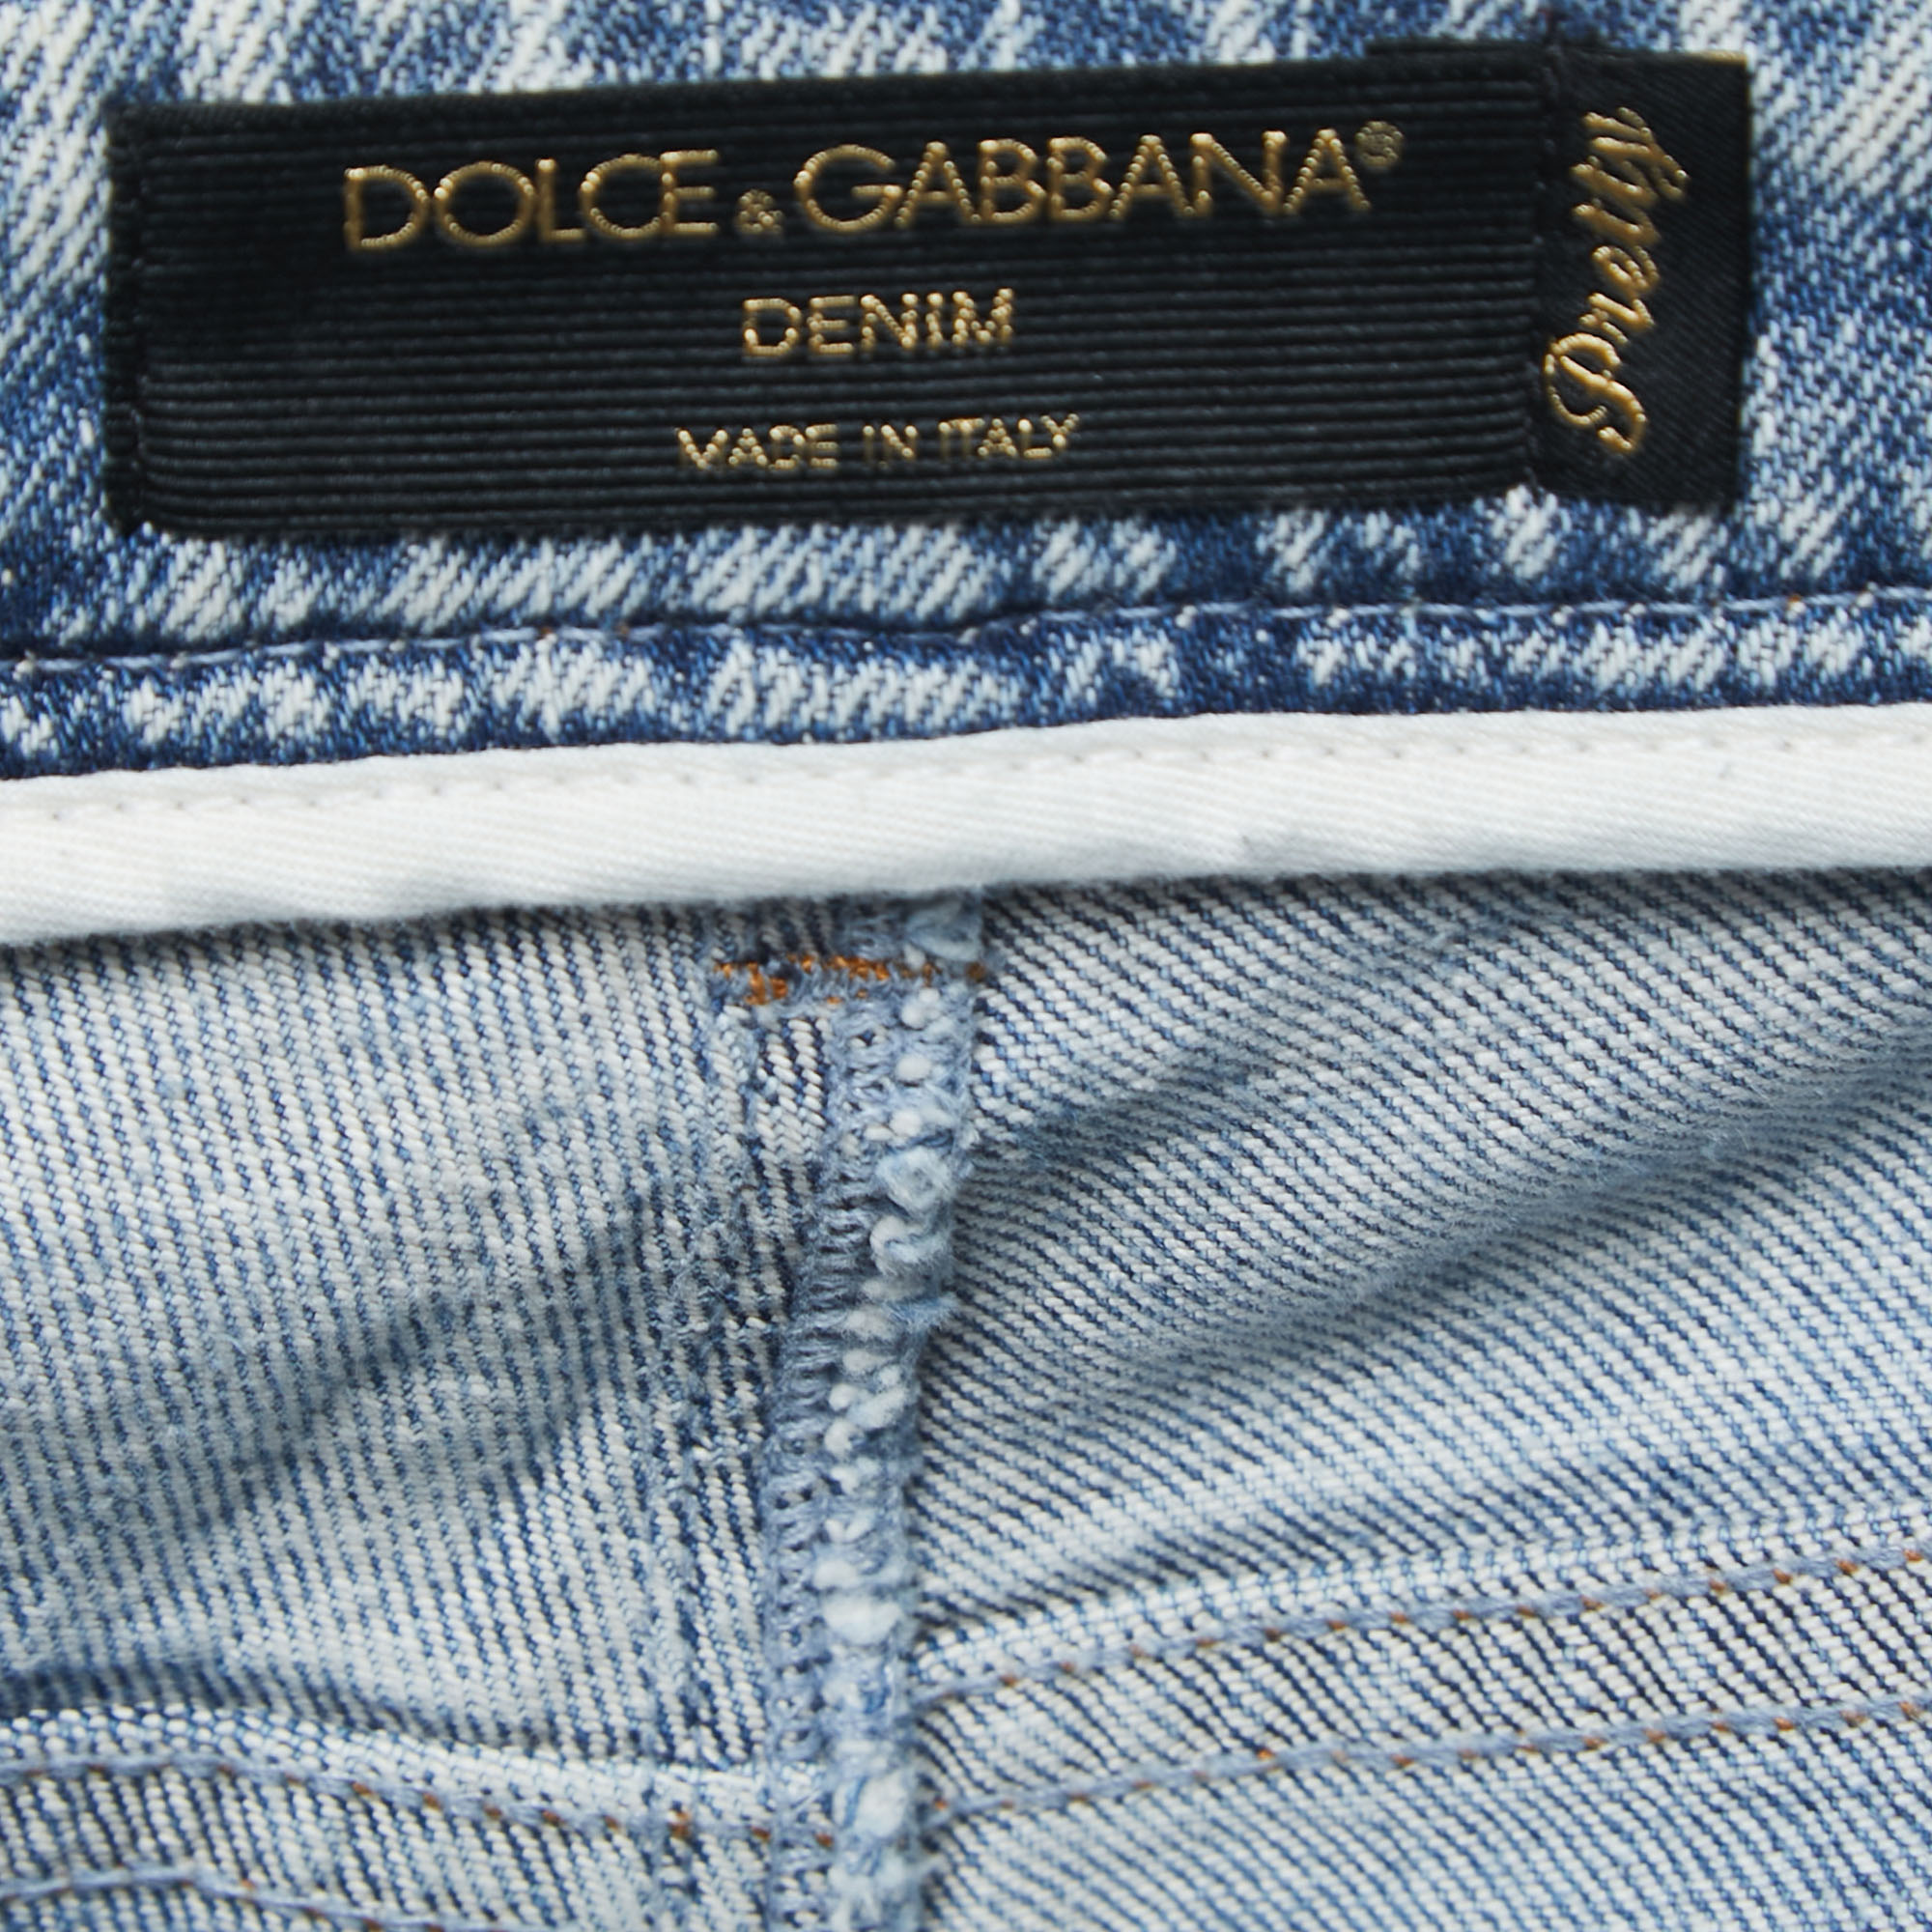 DOLCE & GABBANA®
DENIM
MADE IN ITALY
Pretty